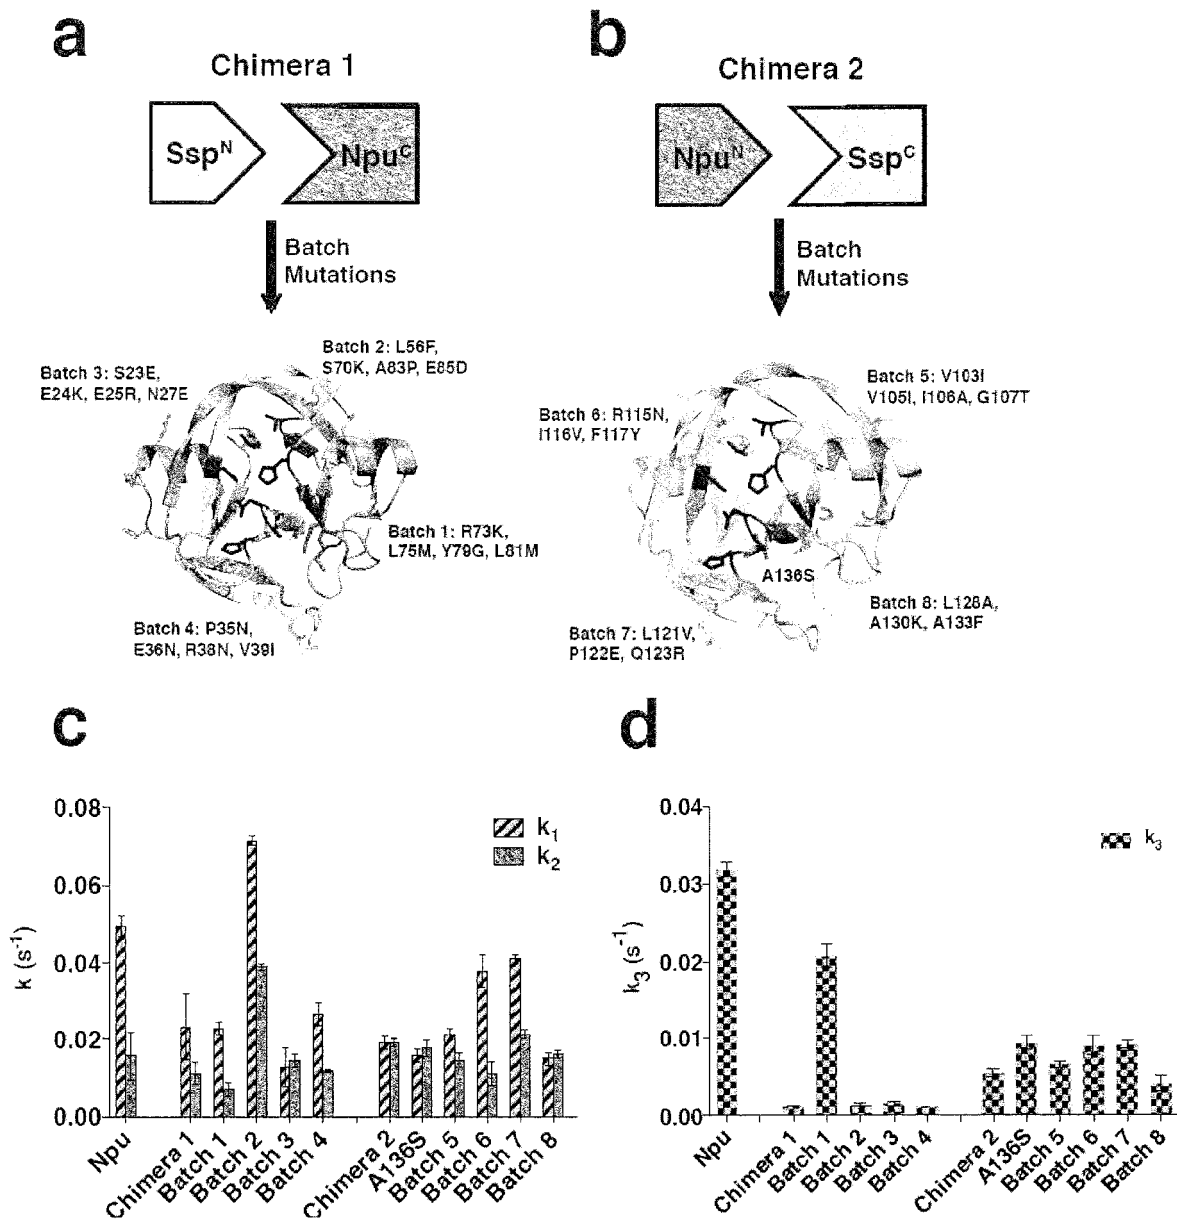 a
Chimera 1
Ssp^N
Npu^C
Batch
Mutations
Batch 3: S23E,
E24K, E25R, N27E
Batch 2: L56F,
S70K, A83P, E85D
Batch 1: R73K,
L75M, Y79G, L81M
Batch 4: P35N,
E36N, R38N, V39I
b
Chimera 2
Npu^N
Ssp^C
Batch
Mutations
Batch 5: V103I
V105I, I106A, G107T
Batch 6: R115N,
I116V, F117Y
A136S
Batch 8: L128A,
A130K, A133F
Batch 7: L121V,
P122E, Q123R
c
0.08
0.06
0.04
0.02
0.00
k (s^-1)
k_1
k_2
Npu
Chimera 1
Batch 1
Batch 2
Batch 3
Batch 4
Chimera 2
A136S
Batch 5
Batch 6
Batch 7
Batch 8
d
0.04
0.03
0.02
0.01
0.00
k_3 (s^-1)
k_3
Npu
Chimera 1
Batch 1
Batch 2
Batch 3
Batch 4
Chimera 2
A136S
Batch 5
Batch 6
Batch 7
Batch 8